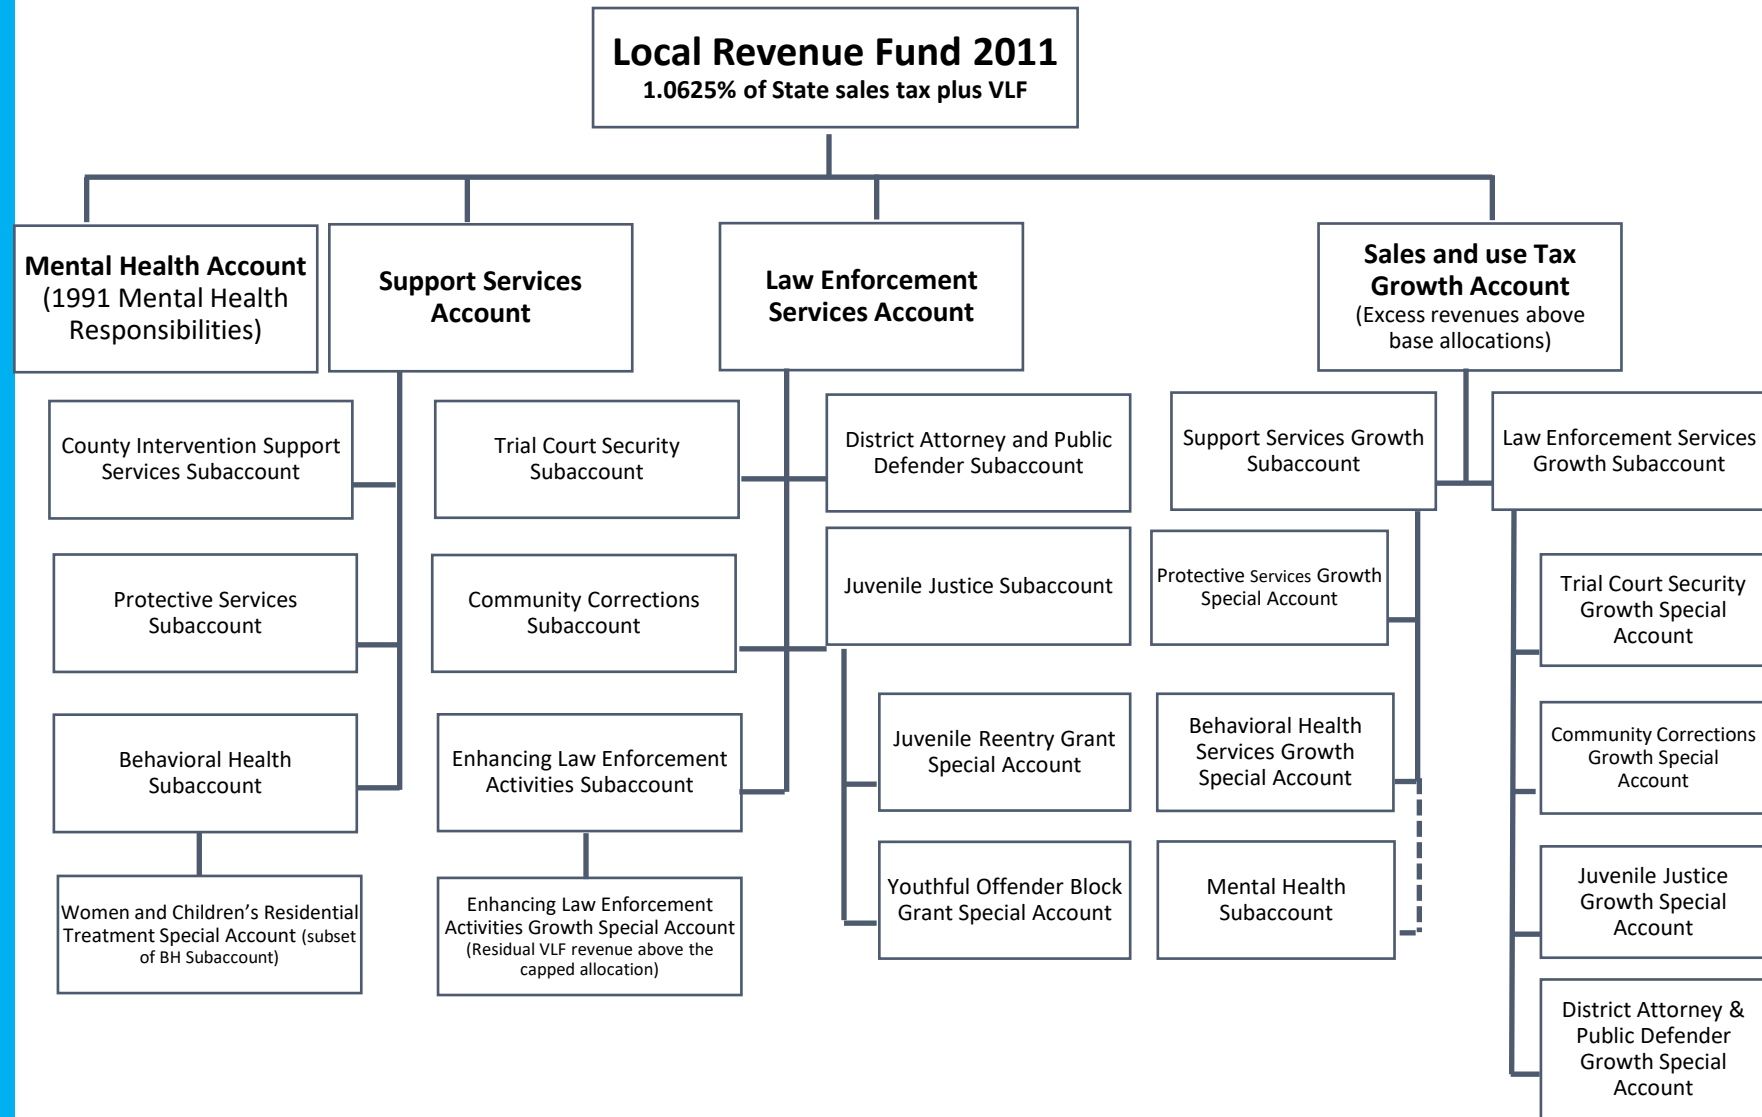 Local Revenue Fund 2011
1.0625% of State sales tax plus VLF
Mental Health Account
(1991 Mental Health
Responsibilities)
Support Services
Account
Law Enforcement
Services Account
Sales and use Tax
Growth Account
(Excess revenues above
base allocations)
County Intervention Support
Services Subaccount
Trial Court Security
Subaccount
District Attorney and Public
Defender Subaccount
Support Services Growth
Subaccount
Law Enforcement Services
Growth Subaccount
Protective Services
Subaccount
Community Corrections
Subaccount
Juvenile Justice Subaccount
Protective Services Growth
Special Account
Trial Court Security
Growth Special
Account
Behavioral Health
Subaccount
Enhancing Law Enforcement
Activities Subaccount
Juvenile Reentry Grant
Special Account
Behavioral Health
Services Growth
Special Account
Community Corrections
Growth Special
Account
Women and Children’s Residential
Treatment Special Account (subset
of BH Subaccount)
Enhancing Law Enforcement
Activities Growth Special Account
(Residual VLF revenue above the
capped allocation)
Youthful Offender Block
Grant Special Account
Mental Health
Subaccount
Juvenile Justice
Growth Special
Account
District Attorney &
Public Defender
Growth Special
Account